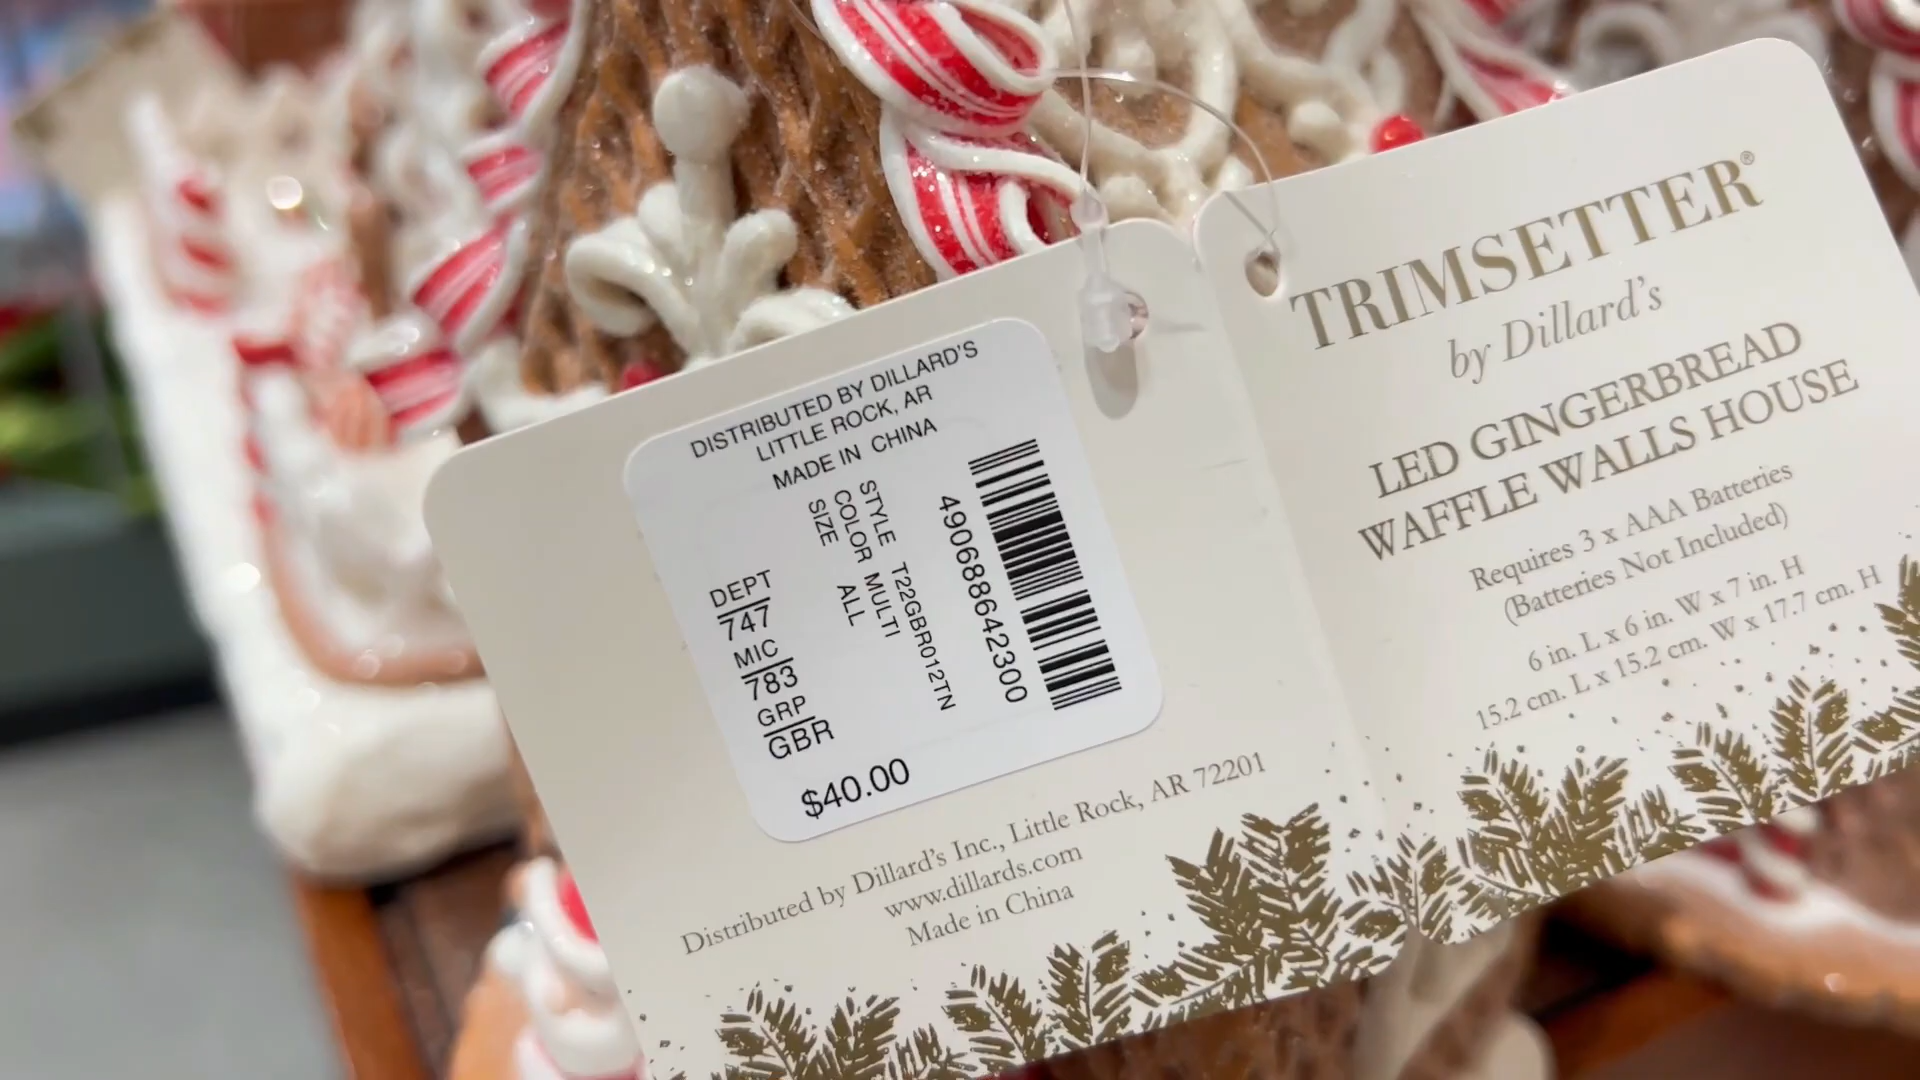 DISTRIBUTED BY DILLARD'S
LITTLE ROCK, AR
MADE IN CHINA
STYLE T22GBR012TN
COLOR MULTI
SIZE ALL
490688642300
DEPT
747
MIC
783
GRP
GBR
$40.00
Distributed by Dillard's Inc., Little Rock, AR 72201
www.dillards.com
Made in China
TRIMSETTER®
by Dillard's
LED GINGERBREAD
WAFFLE WALLS HOUSE
Requires 3 x AAA Batteries
(Batteries Not Included)
6 in. L x 6 in. W x 7 in. H
15.2 cm. L x 15.2 cm. W x 17.7 cm. H